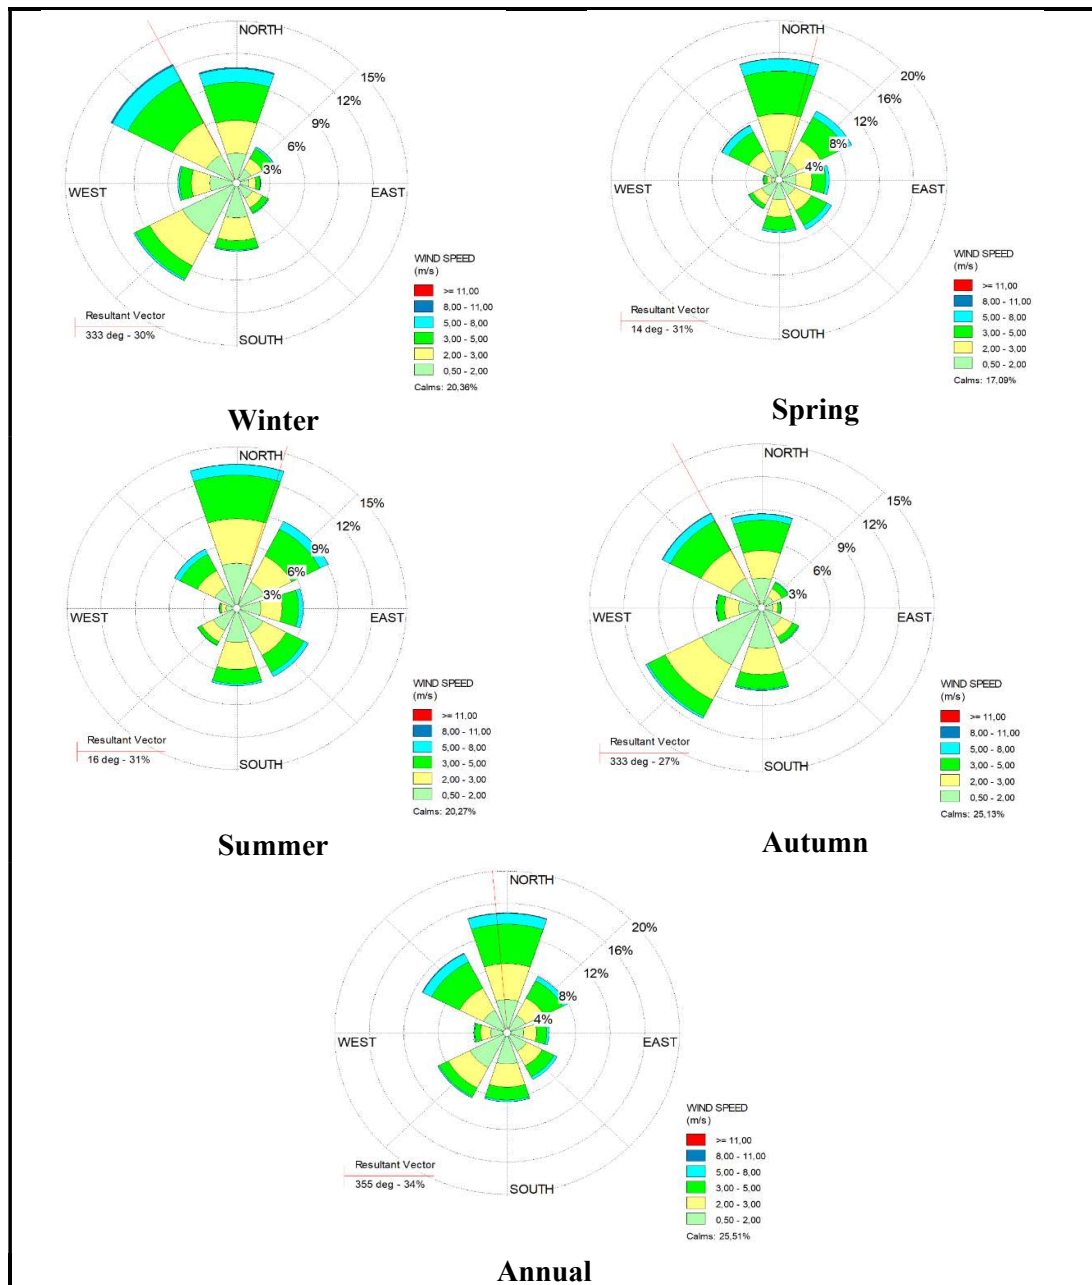 NORTH
15%
12%
9%
6%
3%
WEST
EAST
SOUTH
WIND SPEED
(m/s)
>= 11,00
8,00 - 11,00
5,00 - 8,00
3,00 - 5,00
2,00 - 3,00
0,50 - 2,00
Calms: 20,36%
Resultant Vector
333 deg - 30%
Winter
NORTH
20%
16%
12%
8%
4%
WEST
EAST
SOUTH
WIND SPEED
(m/s)
>= 11,00
8,00 - 11,00
5,00 - 8,00
3,00 - 5,00
2,00 - 3,00
0,50 - 2,00
Calms: 17,09%
Resultant Vector
14 deg - 31%
Spring
NORTH
15%
12%
9%
6%
3%
WEST
EAST
SOUTH
WIND SPEED
(m/s)
>= 11,00
8,00 - 11,00
5,00 - 8,00
3,00 - 5,00
2,00 - 3,00
0,50 - 2,00
Calms: 20,27%
Resultant Vector
16 deg - 31%
Summer
NORTH
15%
12%
9%
6%
3%
WEST
EAST
SOUTH
WIND SPEED
(m/s)
>= 11,00
8,00 - 11,00
5,00 - 8,00
3,00 - 5,00
2,00 - 3,00
0,50 - 2,00
Calms: 25,13%
Resultant Vector
333 deg - 27%
Autumn
NORTH
20%
16%
12%
8%
4%
WEST
EAST
SOUTH
WIND SPEED
(m/s)
>= 11,00
8,00 - 11,00
5,00 - 8,00
3,00 - 5,00
2,00 - 3,00
0,50 - 2,00
Calms: 25,51%
Resultant Vector
355 deg - 34%
Annual